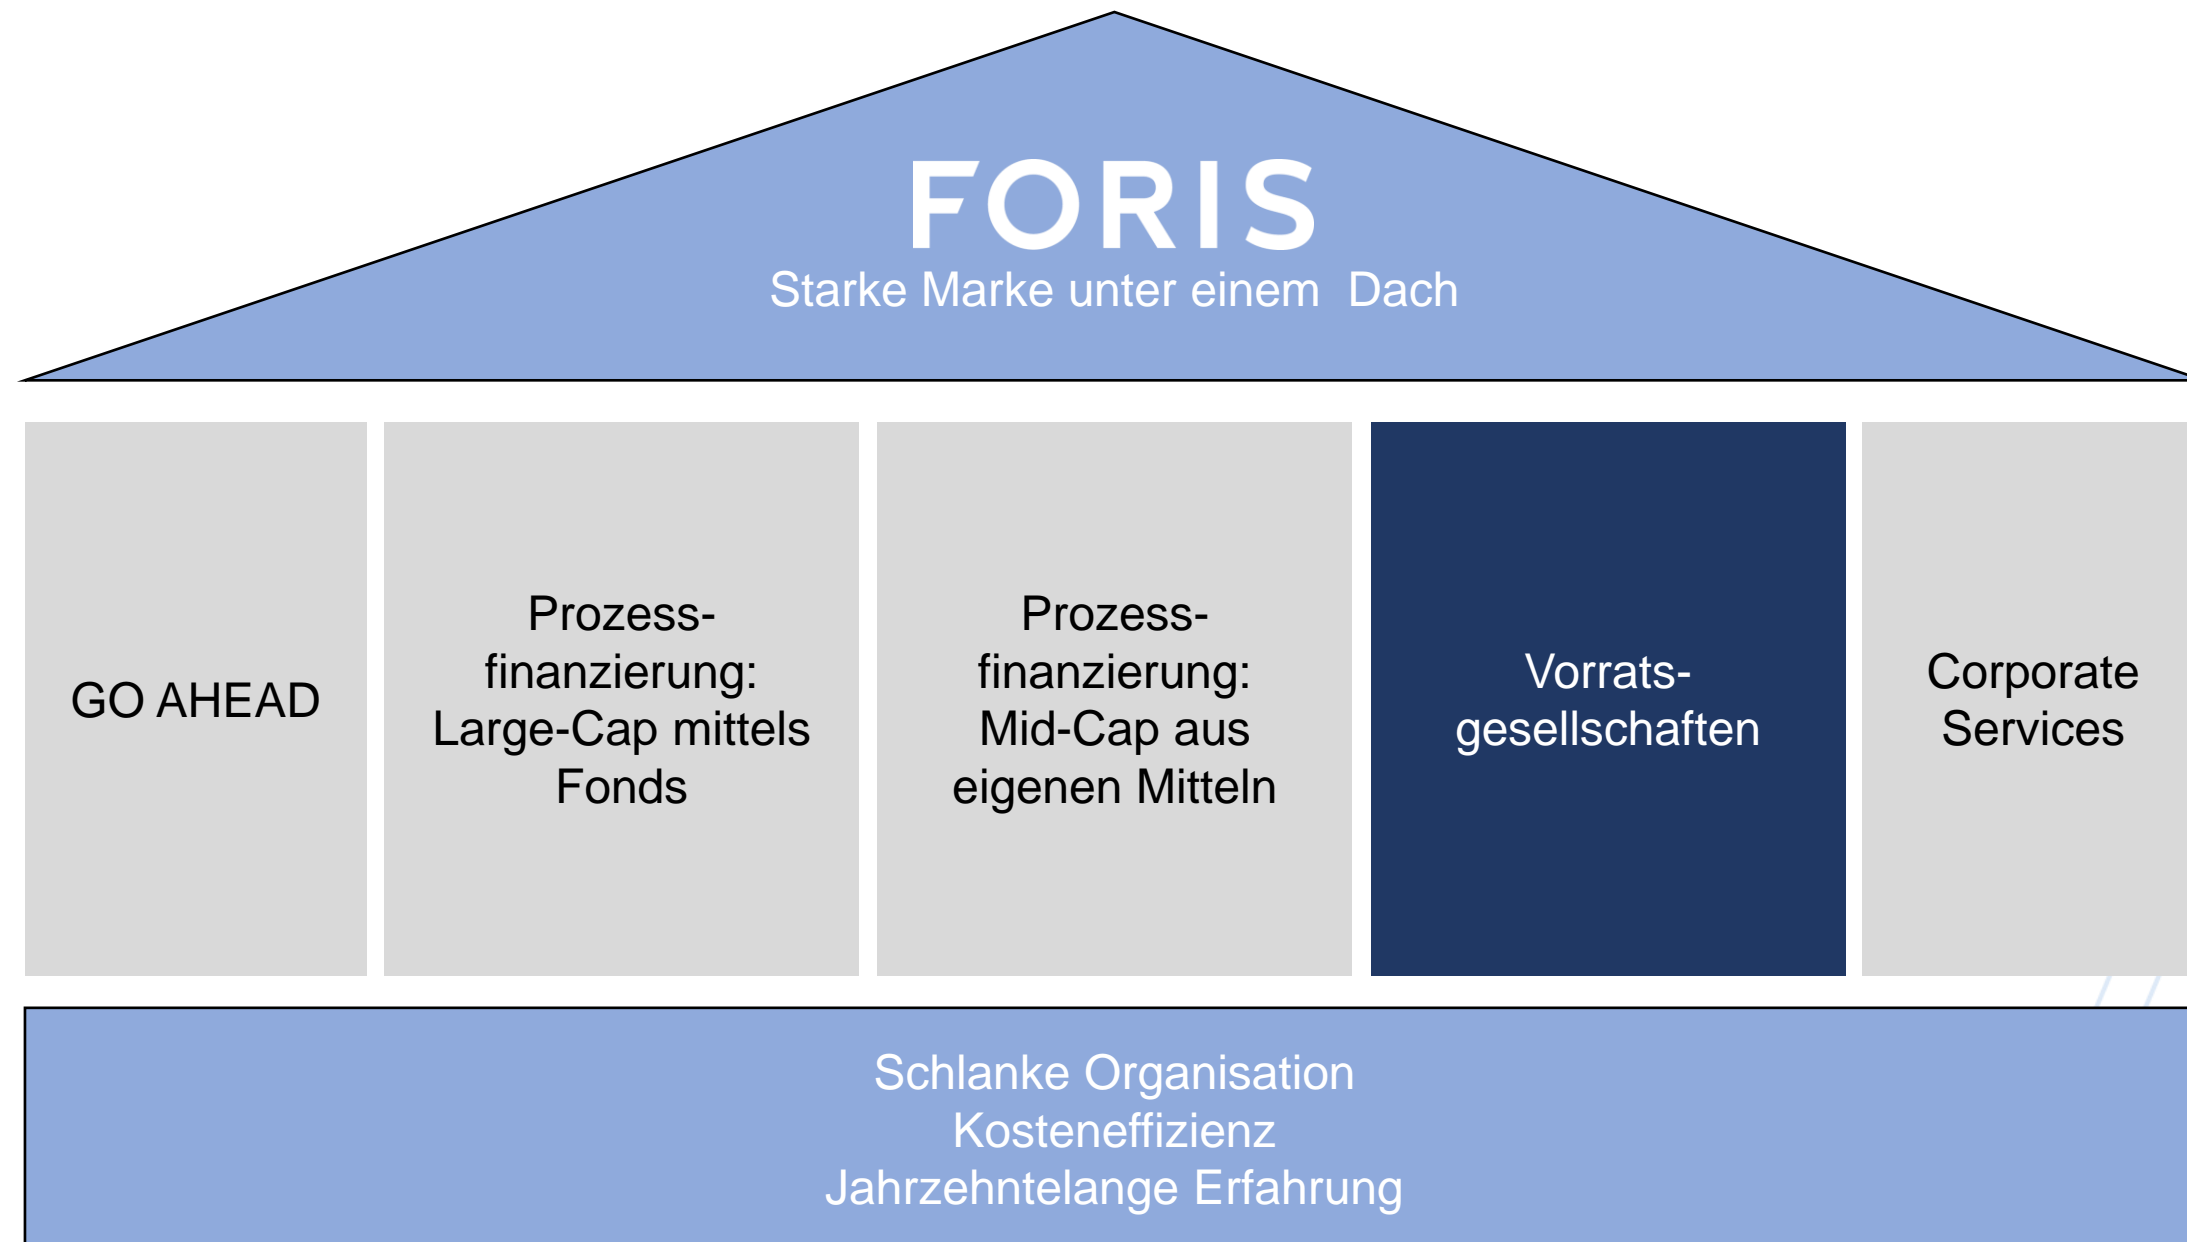 FORIS
Starke Marke unter einem Dach
GO AHEAD
Prozess-
finanzierung:
Large-Cap mittels
Fonds
Prozess-
finanzierung:
Mid-Cap aus
eigenen Mitteln
Vorrats-
gesellschaften
Corporate
Services
Schlanke Organisation
Kosteneffizienz
Jahrzehntelange Erfahrung